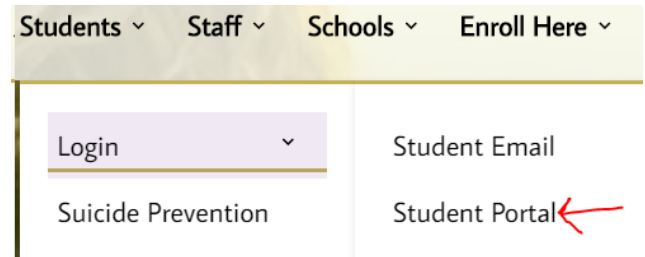 Students Staff Schools Enroll Here
Login Student Email
Suicide Prevention Student Portal